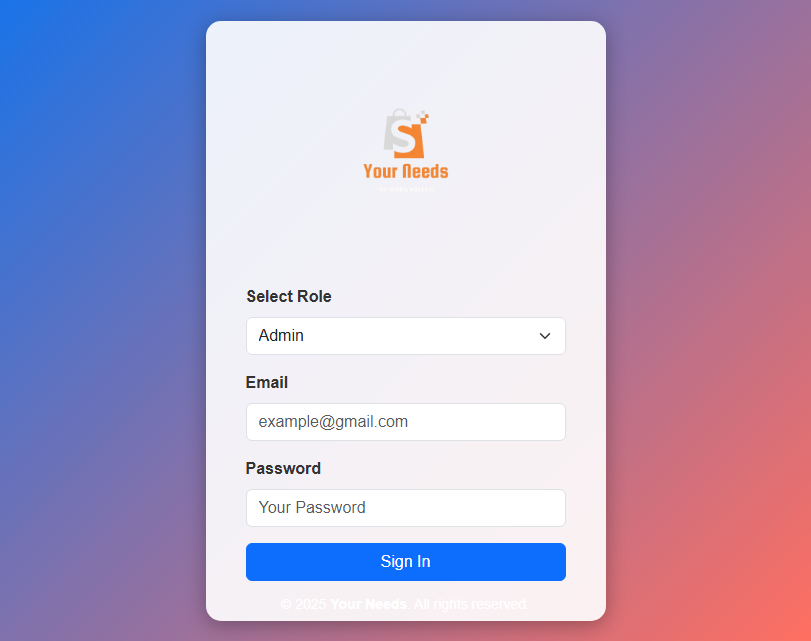 S
Your Needs
Select Role
Admin
Email
example@gmail.com
Password
Your Password
Sign In
© 2025 Your Needs. All rights reserved.